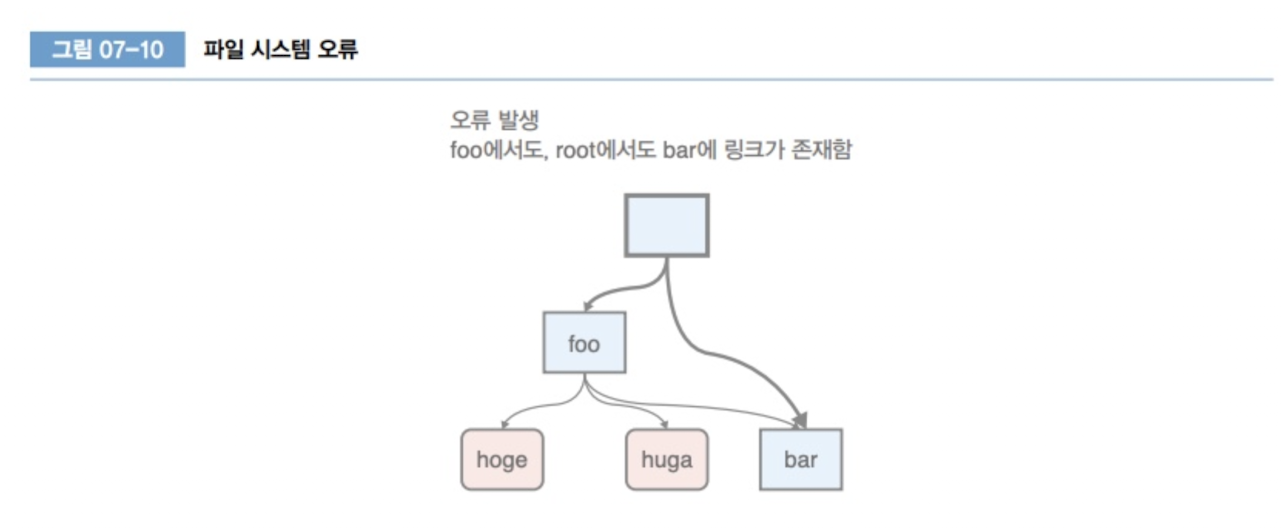 그림 07-10 파일 시스템 오류
오류 발생
foo에서도, root에서도 bar에 링크가 존재함
foo
hoge huga bar